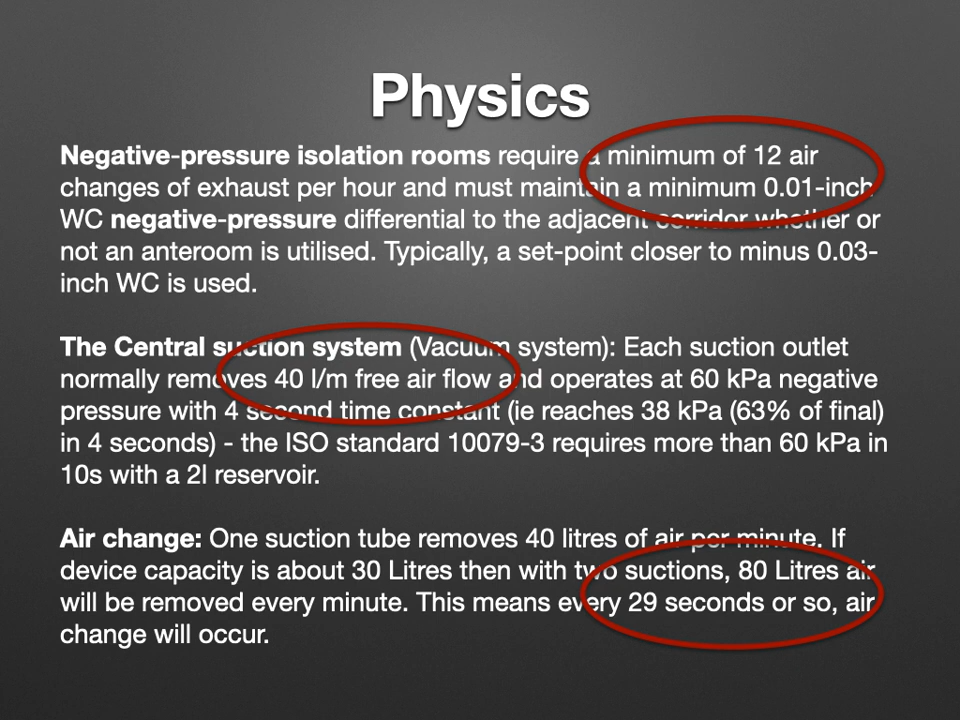 Physics
Negative-pressure isolation rooms require a minimum of 12 air
changes of exhaust per hour and must maintain a minimum 0.01-inch
WC negative-pressure differential to the adjacent corridor whether or
not an anteroom is utilised. Typically, a set-point closer to minus 0.03-
inch WC is used.
The Central suction system (Vacuum system): Each suction outlet
normally removes 40 l/m free air flow and operates at 60 kPa negative
pressure with 4 second time constant (ie reaches 38 kPa (63% of final)
in 4 seconds) - the ISO standard 10079-3 requires more than 60 kPa in
10s with a 2l reservoir.
Air change: One suction tube removes 40 litres of air per minute. If
device capacity is about 30 Litres then with two suctions, 80 Litres air
will be removed every minute. This means every 29 seconds or so, air
change will occur.